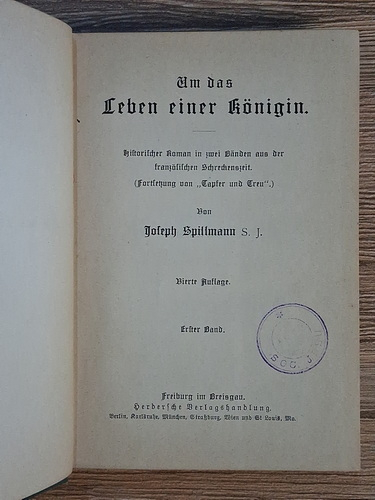 Um das
Leben einer Königin.
Historischer Roman in zwei Bänden aus der
französischen Schreckenszeit.
(Fortsetzung von „Tapfer und Treu“.)
Von
Joseph Spillmann S. J.
Vierte Auflage.
Erster Band.
SOC. J
Freiburg im Breisgau.
Herdersche Verlagshandlung.
Berlin, Karlsruhe, München, Straßburg, Wien und St Louis, Mo.